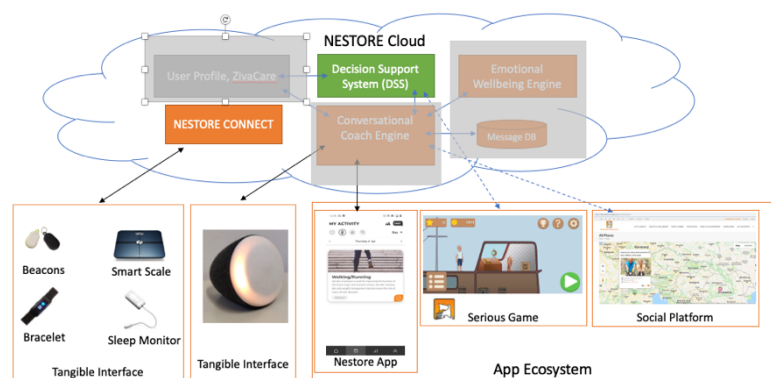 NESTORE Cloud
User Profile, ZivaCare
Decision Support
System (DSS)
Emotional
Wellbeing Engine
NESTORE CONNECT
Conversational
Coach Engine
Message DB
MY ACTIVITY
Walking/Running
Beacons
Smart Scale
Bracelet
Sleep Monitor
Tangible Interface
Tangible Interface
Nestore App
Serious Game
Social Platform
App Ecosystem